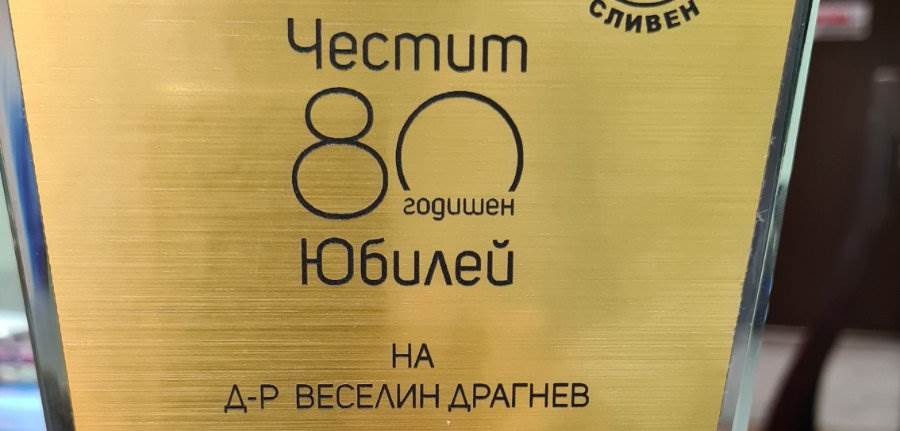 СЛИВЕН
Честит
80
годишен
Юбилей
НА
Д-Р ВЕСЕЛИН ДРАГНЕВ